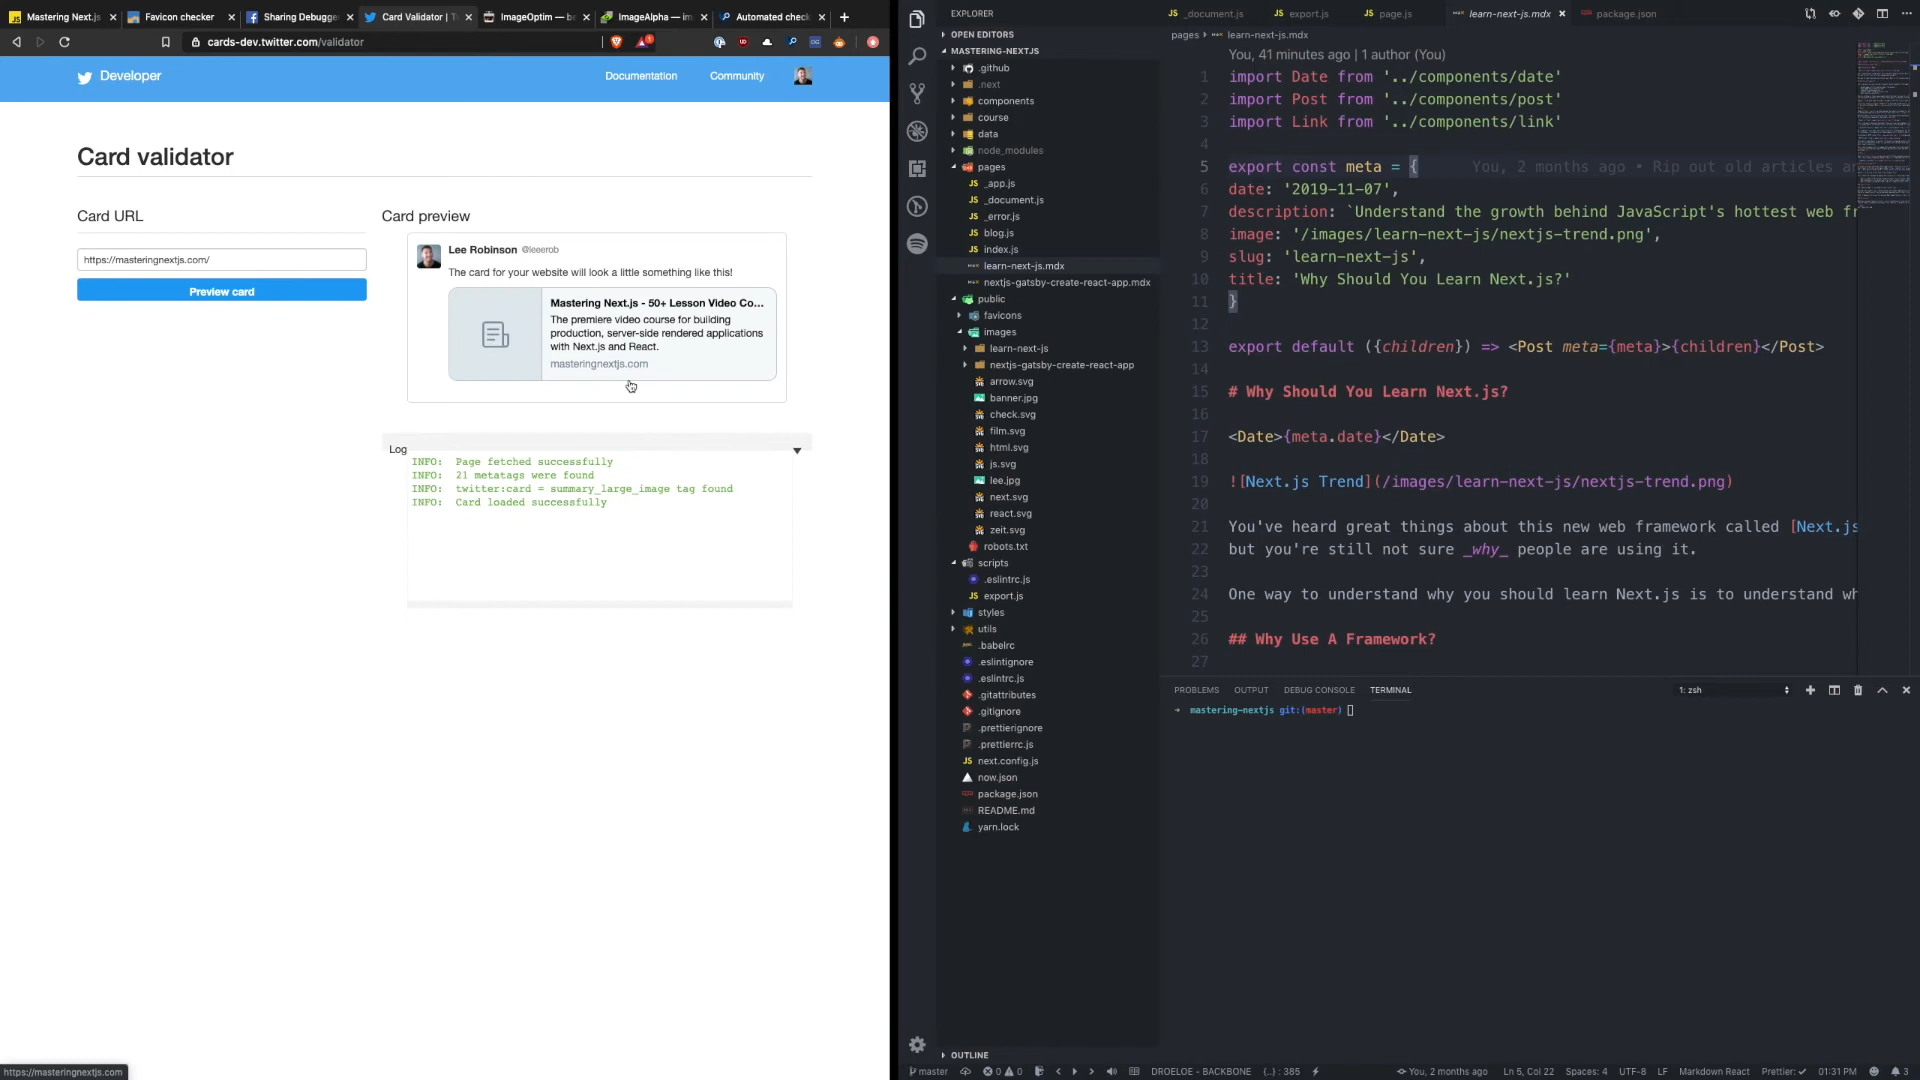 Mastering Next.js
Favicon checker
Sharing Debugger
Card Validator | T
Mastering Next.js
ImageOptim — be
ImageAlpha — im
Automated check
cards-dev.twitter.com/validator
Developer
Documentation
Community
Card validator
Card URL
https://masteringnextjs.com/
Preview card
Card preview
Lee Robinson @leeerob
The card for your website will look a little something like this!
Mastering Next.js - 50+ Lesson Video Co...
The premiere video course for building
production, server-side rendered applications
with Next.js and React.
masteringnextjs.com
Log
INFO: Page fetched successfully
INFO: 21 metatags were found
INFO: twitter:card = summary_large_image tag found
INFO: Card loaded successfully
https://masteringnextjs.com
EXPLORER
OPEN EDITORS
MASTERING-NEXTJS
.github
.next
components
course
data
node_modules
pages
_app.js
_document.js
_error.js
blog.js
index.js
learn-next-js.mdx
nextjs-gatsby-create-react-app.mdx
public
favicons
images
learn-next-js
nextjs-gatsby-create-react-app
arrow.svg
banner.jpg
check.svg
film.svg
html.svg
js.svg
lee.jpg
next.svg
react.svg
zeit.svg
robots.txt
scripts
.eslintrc.js
export.js
styles
utils
.babelrc
.eslintignore
.eslintrc.js
.gitattributes
.gitignore
.prettierignore
.prettierrc.js
next.config.js
now.json
package.json
README.md
yarn.lock
OUTLINE
_document.js
export.js
page.js
learn-next-js.mdx
package.json
pages
learn-next-js.mdx
You, 41 minutes ago | 1 author (You)
1 import Date from '../components/date'
2 import Post from '../components/post'
3 import Link from '../components/link'
4
5 export const meta = { You, 2 months ago • Rip out old articles a
6 date: '2019-11-07',
7 description: `Understand the growth behind JavaScript's hottest web fr
8 image: '/images/learn-next-js/nextjs-trend.png',
9 slug: 'learn-next-js',
10 title: 'Why Should You Learn Next.js?'
11 }
12
13 export default ({children}) => <Post meta={meta}>{children}</Post>
14
15 # Why Should You Learn Next.js?
16
17 <Date>{meta.date}</Date>
18
19 ![Next.js Trend](/images/learn-next-js/nextjs-trend.png)
20
21 You've heard great things about this new web framework called [Next.js
22 but you're still not sure _why_ people are using it.
23
24 One way to understand why you should learn Next.js is to understand wh
25
26 ## Why Use A Framework?
27
PROBLEMS OUTPUT DEBUG CONSOLE TERMINAL
1: zsh
→ mastering-nextjs git:(master)
master
0
0
DROELOE - BACKBONE
{..} : 385
You, 2 months ago
Ln 5, Col 22
Spaces: 4
UTF-8
LF
Markdown React
Prettier: ✓
01:31 PM
3